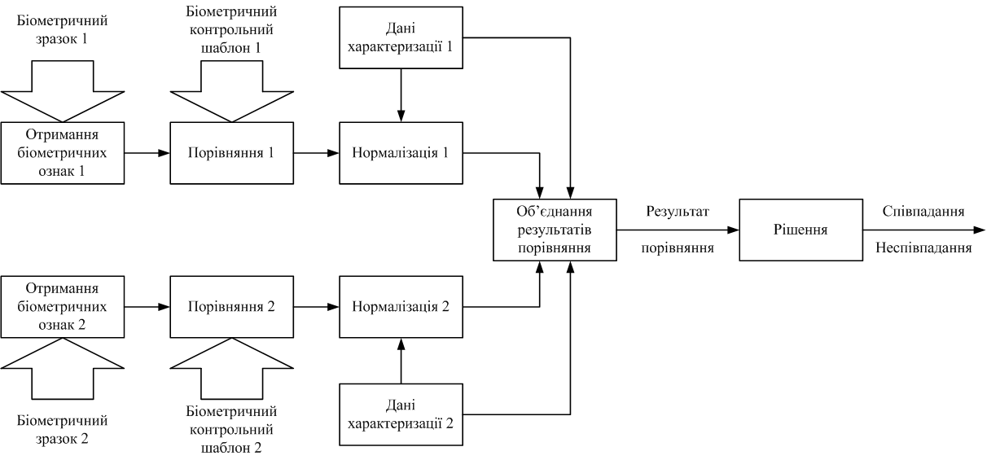 Біометричний
зразок 1
Біометричний
контрольний
шаблон 1
Дані
характеризації 1
Отримання
біометричних
ознак 1
Порівняння 1
Нормалізація 1
Об’єднання
результатів
порівняння
Результат
порівняння
Рішення
Співпадання
Неспівпадання
Отримання
біометричних
ознак 2
Порівняння 2
Нормалізація 2
Біометричний
зразок 2
Біометричний
контрольний
шаблон 2
Дані
характеризації 2